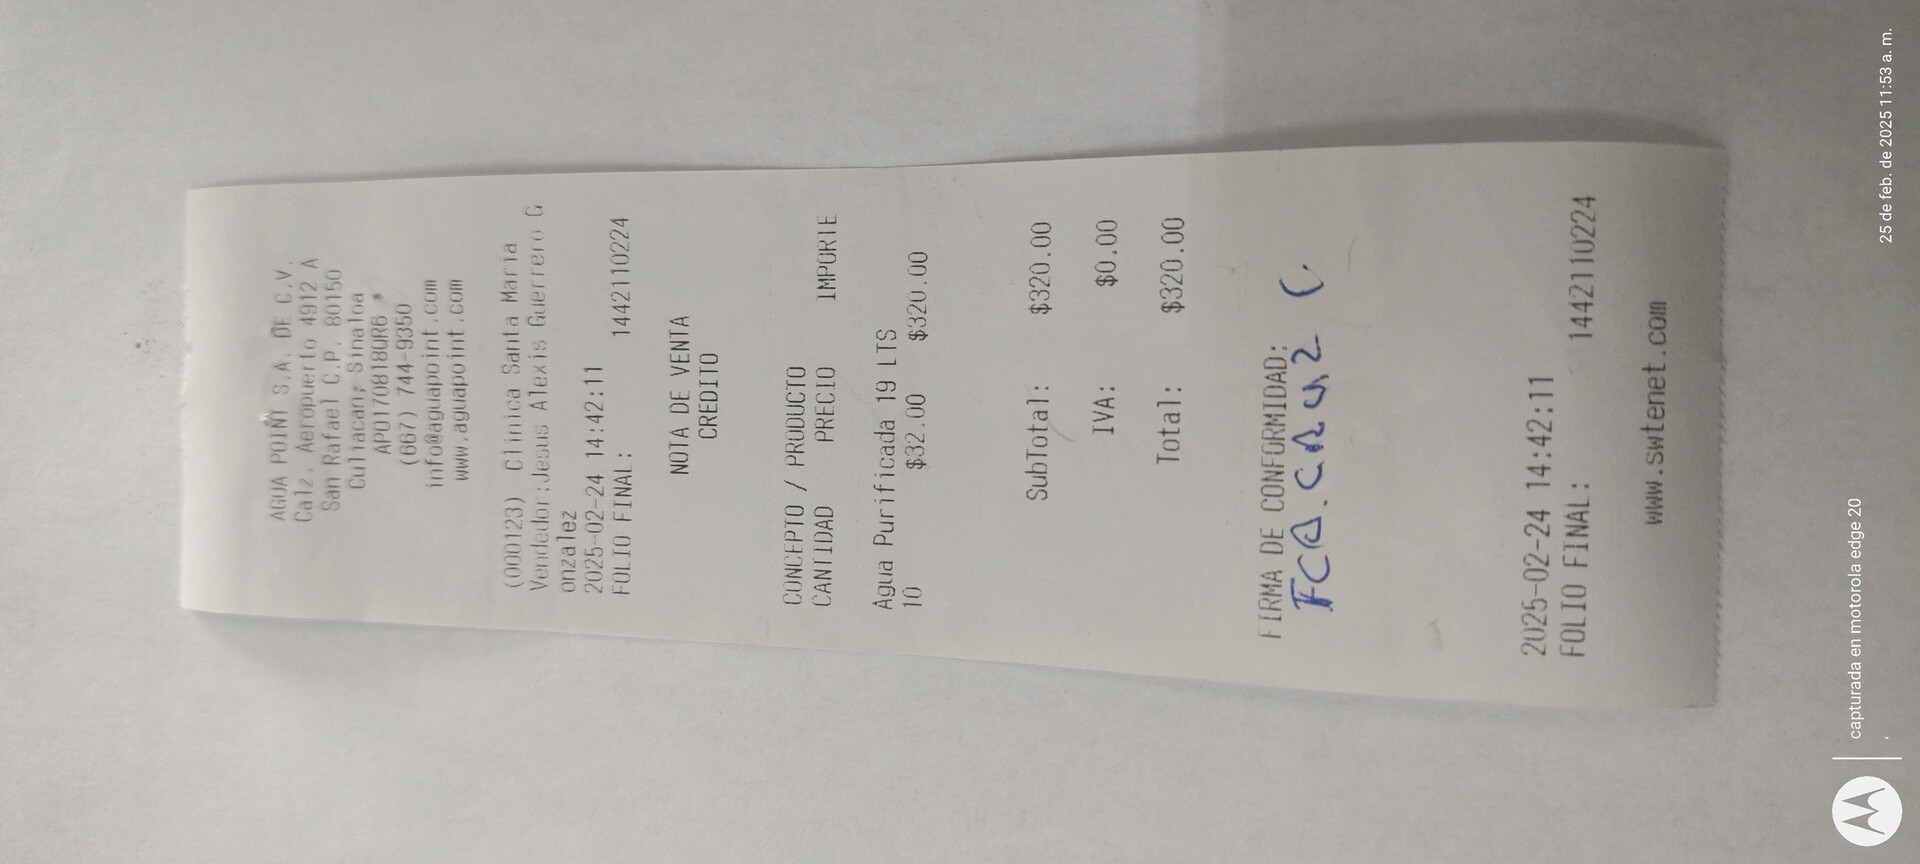 AGUA POINT S.A. DE C.V.
Calz. Aeropuerto 4912 A
San Rafael C.P. 80150
Culiacan; Sinaloa
APO170818QR6
(667) 744-9350
info@aguapoint.com
www.aguapoint.com
(000123) Clinica Santa Maria
Vendedor:Jesus Alexis Guerrero G
onzalez
2025-02-24 14:42:11
FOLIO FINAL: 1442110224
NOTA DE VENTA
CREDITO
CONCEPTO / PRODUCTO
CANTIDAD PRECIO IMPORTE
Agua Purificada 19 LTS
10 $32.00 $320.00
SubTotal: $320.00
IVA: $0.00
Total: $320.00
FIRMA DE CONFORMIDAD:
2025-02-24 14:42:11
FOLIO FINAL: 1442110224
www.swtenet.com
capturada en motorola edge 20
25 de feb. de 2025 11:53 a. m.